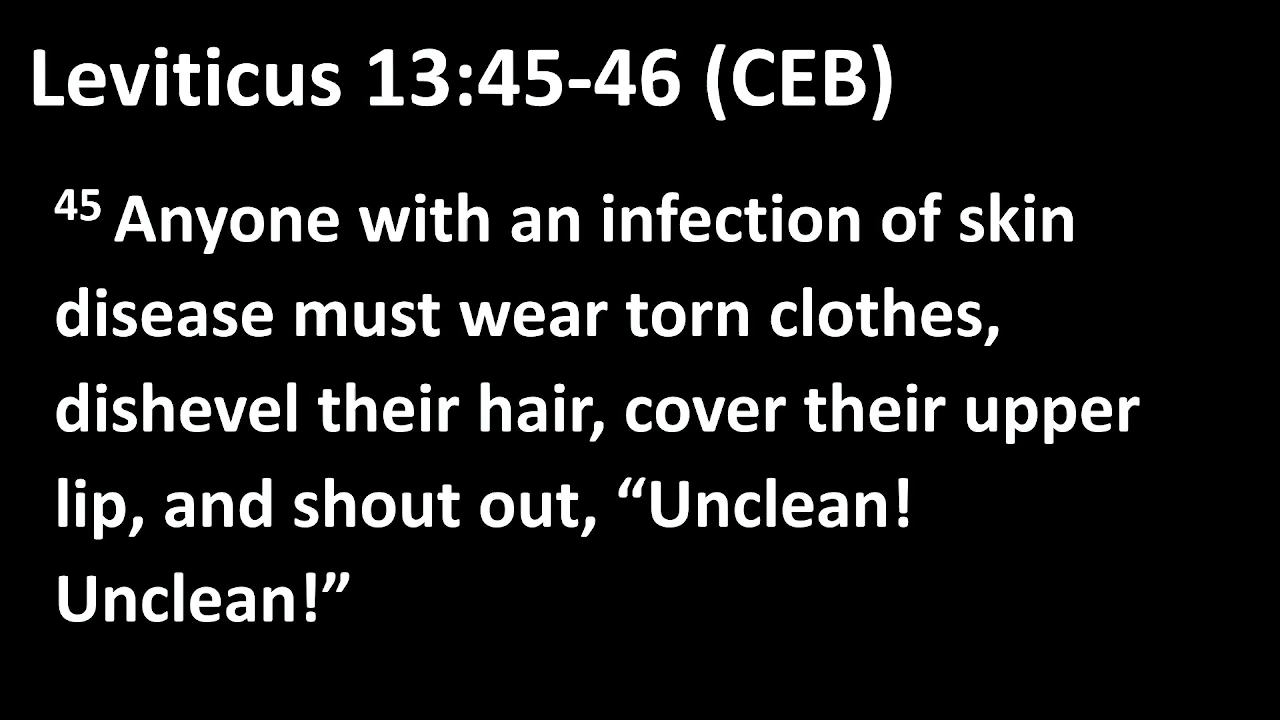 Leviticus 13:45-46 (CEB)
45 Anyone with an infection of skin
disease must wear torn clothes,
dishevel their hair, cover their upper
lip, and shout out, “Unclean!
Unclean!”